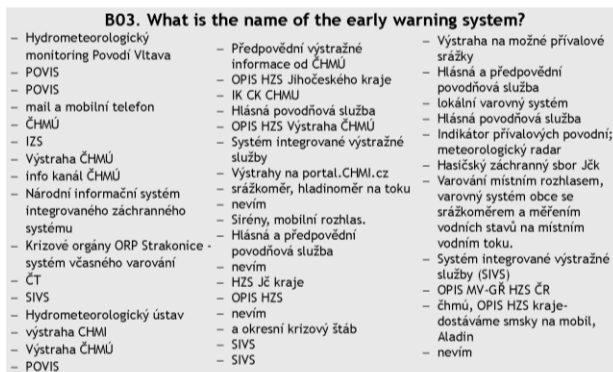 B03. What is the name of the early warning system?
– Hydrometeorologický
monitoring Povodí Vltava
– POVIS
– POVIS
– mail a mobilní telefon
– ČHMÚ
– IZS
– Výstraha ČHMÚ
– info kanál ČHMÚ
– Národní informační systém
integrovaného záchranného
systému
– Krizové orgány ORP Strakonice -
systém včasného varování
– ČT
– SIVS
– Hydrometeorologický ústav
– výstraha CHMI
– Výstraha ČHMÚ
– POVIS
– Předpovědní výstražné
informace od ČHMÚ
– OPIS HZS Jihočeského kraje
– IK CK CHMU
– Hlásná povodňová služba
– OPIS HZS Výstraha ČHMÚ
– Systém integrované výstražné
služby
– Výstrahy na portal.CHMI.cz
– srážkoměr, hladinoměr na toku
– nevím
– Sirény, mobilní rozhlas.
– Hlásná a předpovědní
povodňová služba
– nevím
– HZS Jč kraje
– OPIS HZS
– nevím
– a okresní krizový štáb
– SIVS
– SIVS
– Výstraha na možné přívalové
srážky
– Hlásná a předpovědní
povodňová služba
– lokální varovný systém
– Hlásná povodňová služba
– Indikátor přívalových povodní;
meteorologický radar
– Hasičský záchranný sbor Jčk
– Varování místním rozhlasem,
varovný systém obce se
srážkoměrem a měřením
vodních stavů na místním
vodním toku.
– Systém integrované výstražné
služby (SIVS)
– OPIS MV-GŘ HZS ČR
– čhmú, OPIS HZS kraje-
dostáváme smsky na mobil,
Aladin
– nevím